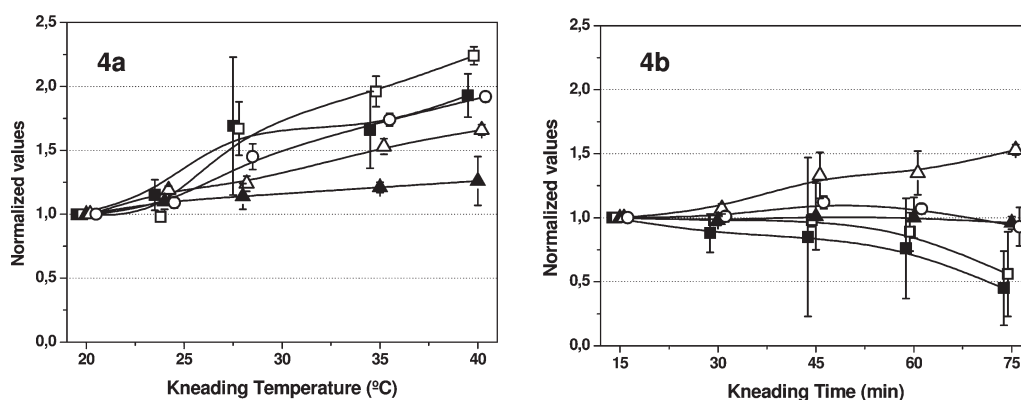 4a
Normalized values
2,5
2,0
1,5
1,0
0,5
0,0
20 25 30 35 40
Kneading Temperature (ºC)
4b
Normalized values
2,5
2,0
1,5
1,0
0,5
0,0
15 30 45 60 75
Kneading Time (min)